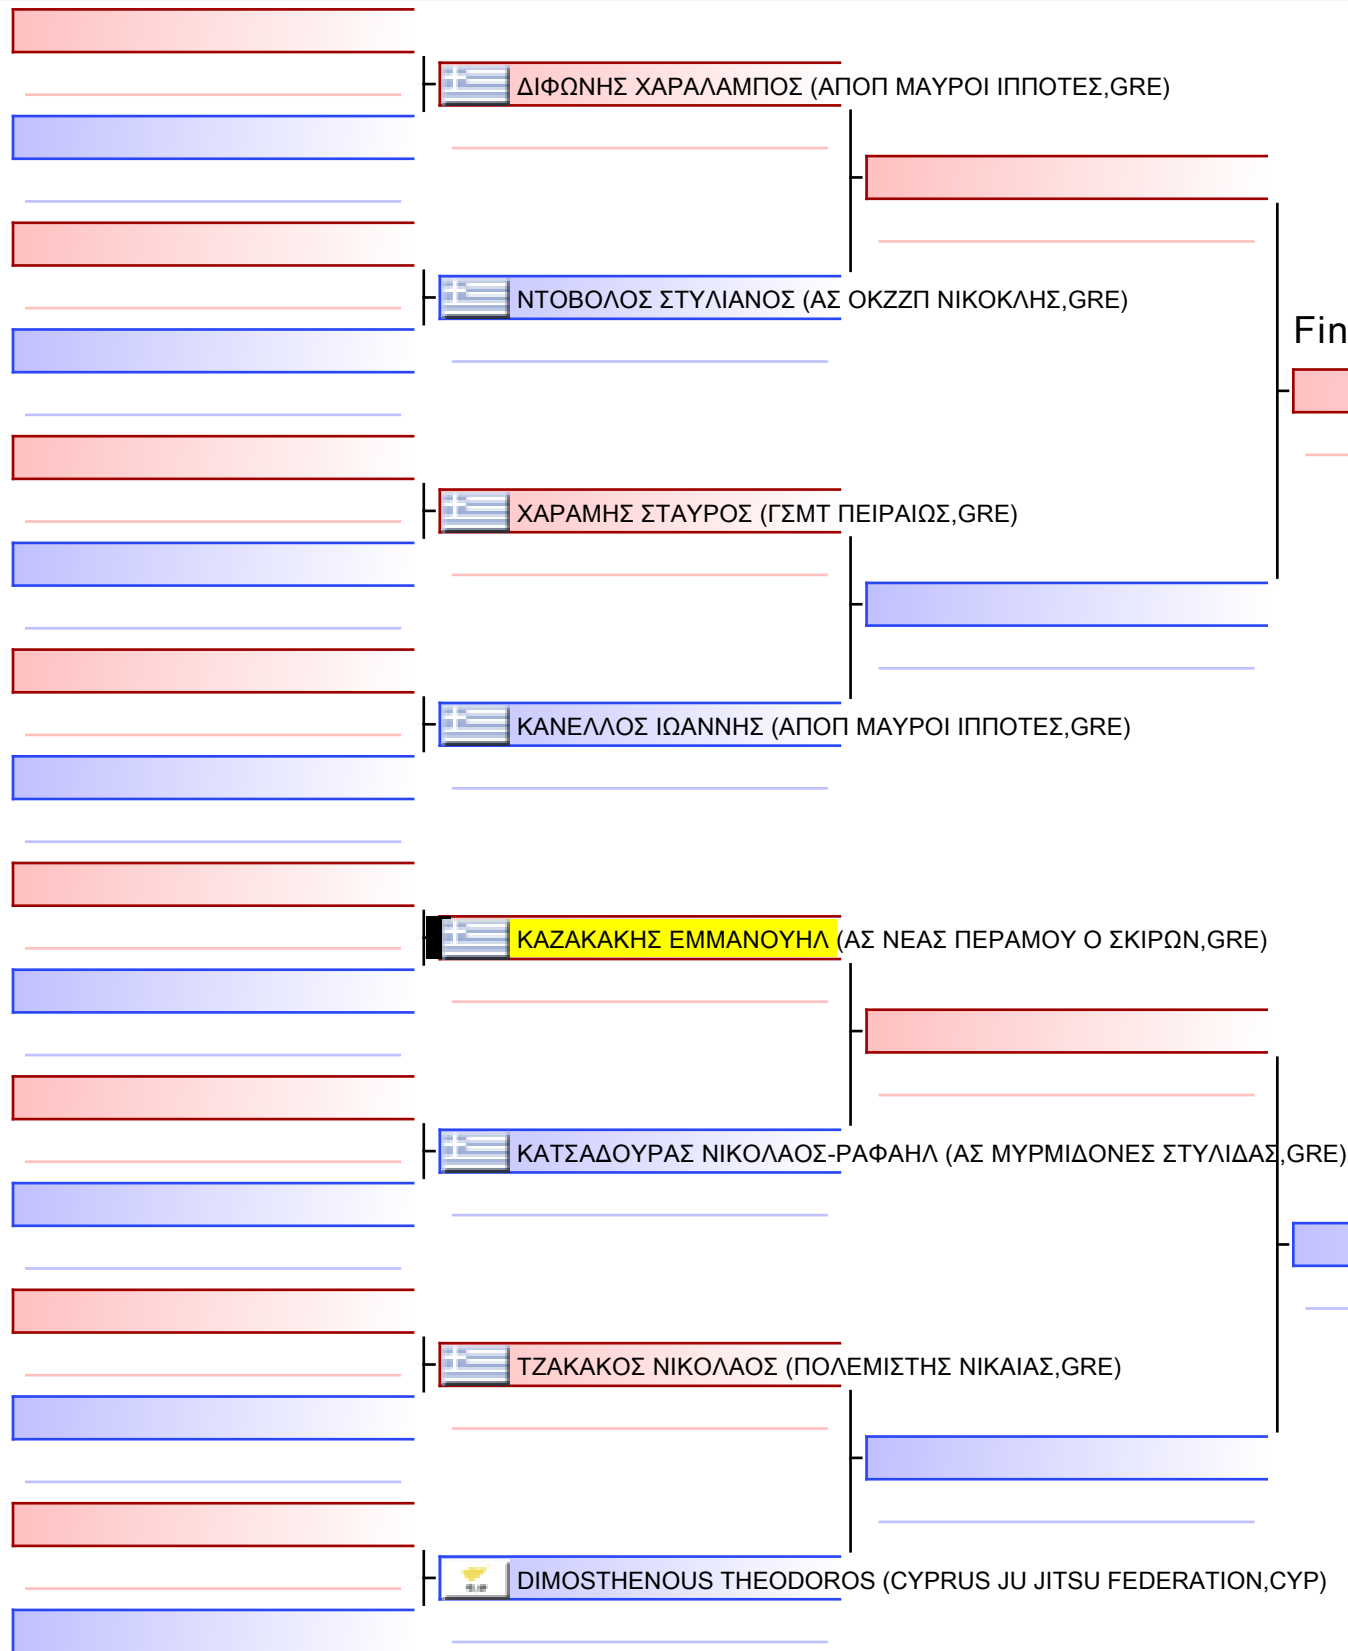 ΔΙΦΩΝΗΣ ΧΑΡΑΛΑΜΠΟΣ (ΑΠΟΠ ΜΑΥΡΟΙ ΙΠΠΟΤΕΣ,GRE)
ΝΤΟΒΟΛΟΣ ΣΤΥΛΙΑΝΟΣ (ΑΣ ΟΚΖΖΠ ΝΙΚΟΚΛΗΣ,GRE)
Fin
ΧΑΡΑΜΗΣ ΣΤΑΥΡΟΣ (ΓΣΜΤ ΠΕΙΡΑΙΩΣ,GRE)
ΚΑΝΕΛΛΟΣ ΙΩΑΝΝΗΣ (ΑΠΟΠ ΜΑΥΡΟΙ ΙΠΠΟΤΕΣ,GRE)
ΚΑΖΑΚΑΚΗΣ ΕΜΜΑΝΟΥΗΛ (ΑΣ ΝΕΑΣ ΠΕΡΑΜΟΥ Ο ΣΚΙΡΩΝ,GRE)
ΚΑΤΣΑΔΟΥΡΑΣ ΝΙΚΟΛΑΟΣ-ΡΑΦΑΗΛ (ΑΣ ΜΥΡΜΙΔΟΝΕΣ ΣΤΥΛΙΔΑΣ,GRE)
ΤΖΑΚΑΚΟΣ ΝΙΚΟΛΑΟΣ (ΠΟΛΕΜΙΣΤΗΣ ΝΙΚΑΙΑΣ,GRE)
DIMOSTHENOUS THEODOROS (CYPRUS JU JITSU FEDERATION,CYP)